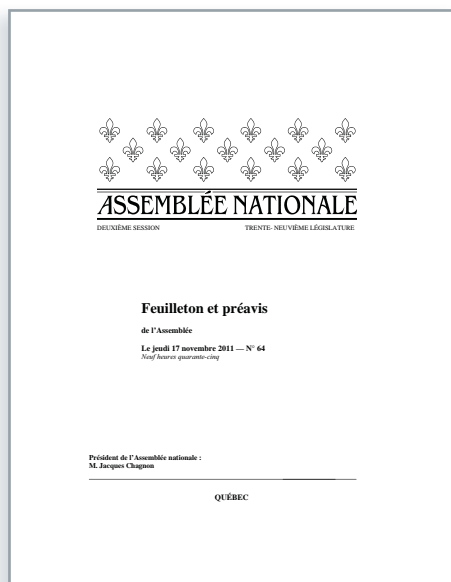 ASSEMBLÉE NATIONALE
DEUXIÈME SESSION TRENTE- NEUVIÈME LÉGISLATURE
Feuilleton et préavis
de l'Assemblée
Le jeudi 17 novembre 2011 — N° 64
Neuf heures quarante-cinq
Président de l'Assemblée nationale :
M. Jacques Chagnon
QUÉBEC